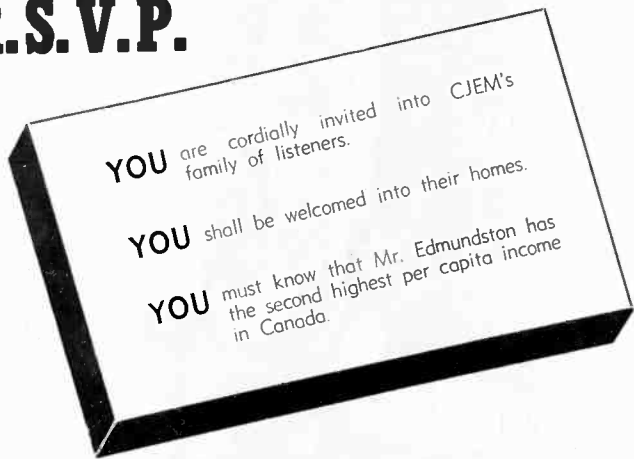 .S.V.P.
YOU are cordially invited into CJEM's
family of listeners.
YOU shall be welcomed into their homes.
YOU must know that Mr. Edmundston has
the second highest per capita income
in Canada.